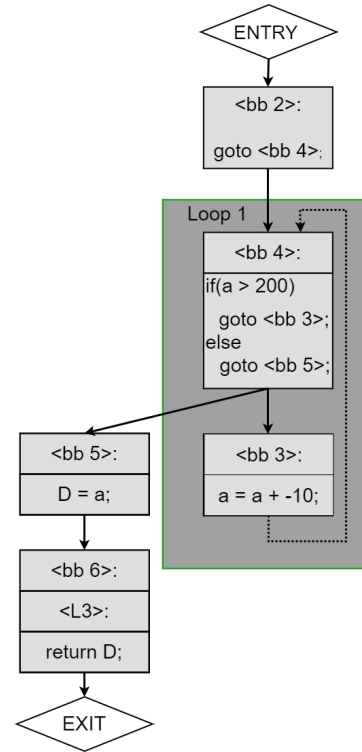 ENTRY
<bb 2>:
goto <bb 4>;
Loop 1
<bb 4>:
if(a > 200)
goto <bb 3>;
else
goto <bb 5>;
<bb 5>:
D = a;
<bb 3>:
a = a + -10;
<bb 6>:
<L3>:
return D;
EXIT